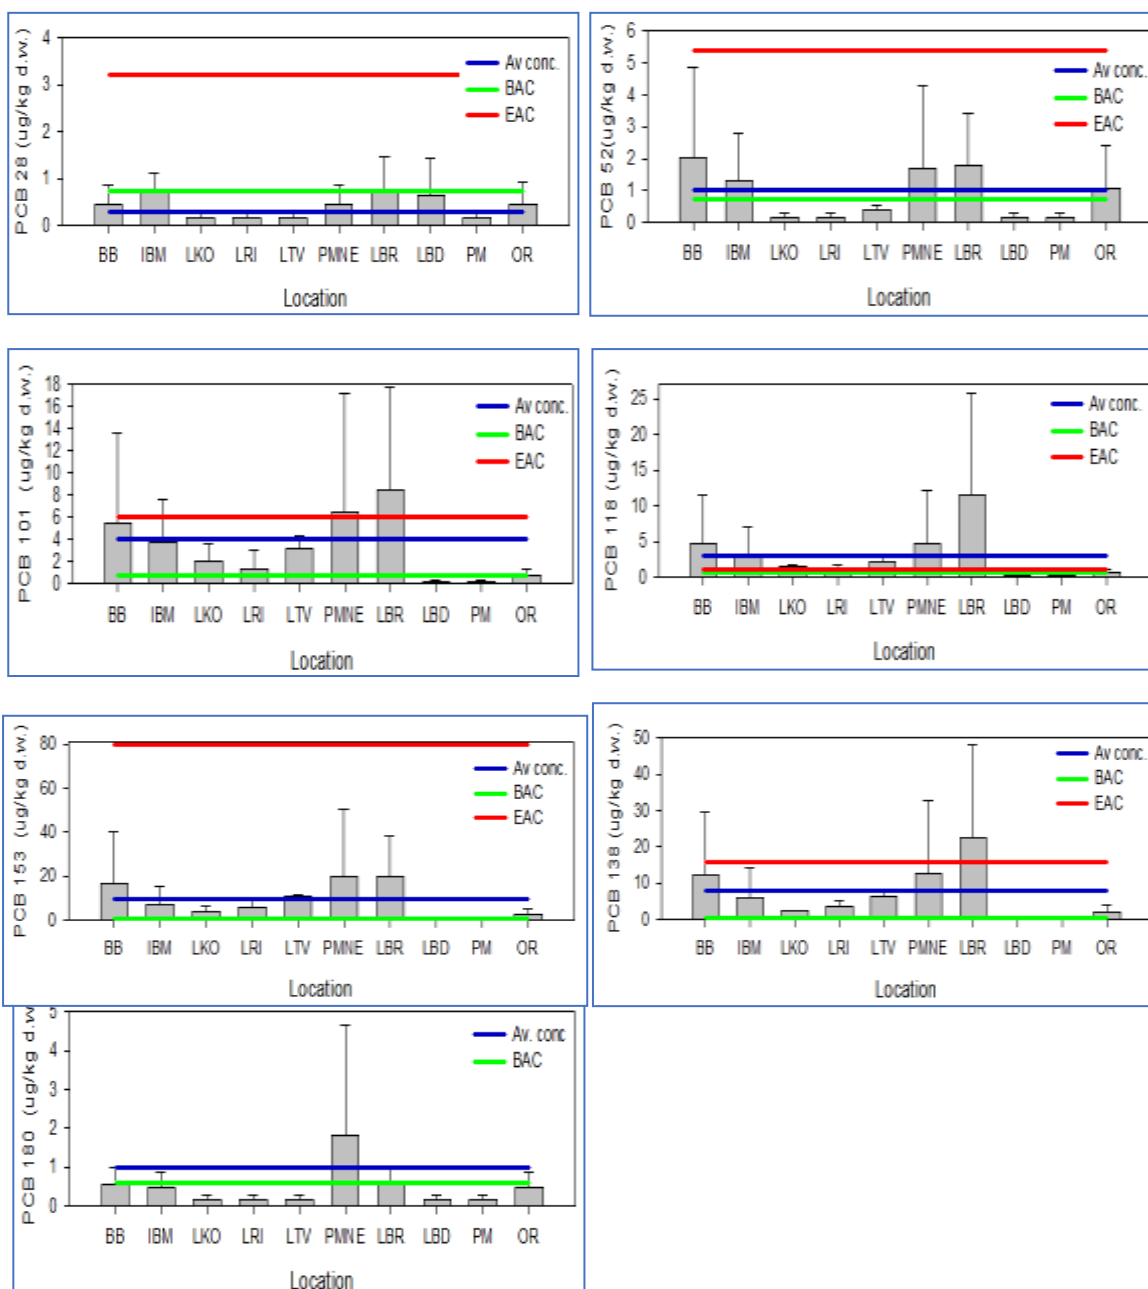 PCB 28 (ug/kg d.w.)
4
3
2
1
0
Av conc.
BAC
EAC
BB IBM LKO LRI LTV PMNE LBR LBD PM OR
Location
PCB 52(ug/kg d.w.)
6
5
4
3
2
1
0
Av conc.
BAC
EAC
BB IBM LKO LRI LTV PMNE LBR LBD PM OR
Location
PCB 101 (ug/kg d.w.)
18
16
14
12
10
8
6
4
2
0
Av conc.
BAC
EAC
BB IBM LKO LRI LTV PMNE LBR LBD PM OR
Location
PCB 118 (ug/kg d.w.)
25
20
15
10
5
0
Av conc.
BAC
EAC
BB IBM LKO LRI LTV PMNE LBR LBD PM OR
Location
PCB 153 (ug/kg d.w.)
80
60
40
20
0
Av conc.
BAC
EAC
BB IBM LKO LRI LTV PMNE LBR LBD PM OR
Location
PCB 138 (ug/kg d.w.)
50
40
30
20
10
0
Av conc.
BAC
EAC
BB IBM LKO LRI LTV PMNE LBR LBD PM OR
Location
PCB 180 (ug/kg d.w.)
5
4
3
2
1
0
Av. conc
BAC
BB IBM LKO LRI LTV PMNE LBR LBD PM OR
Location